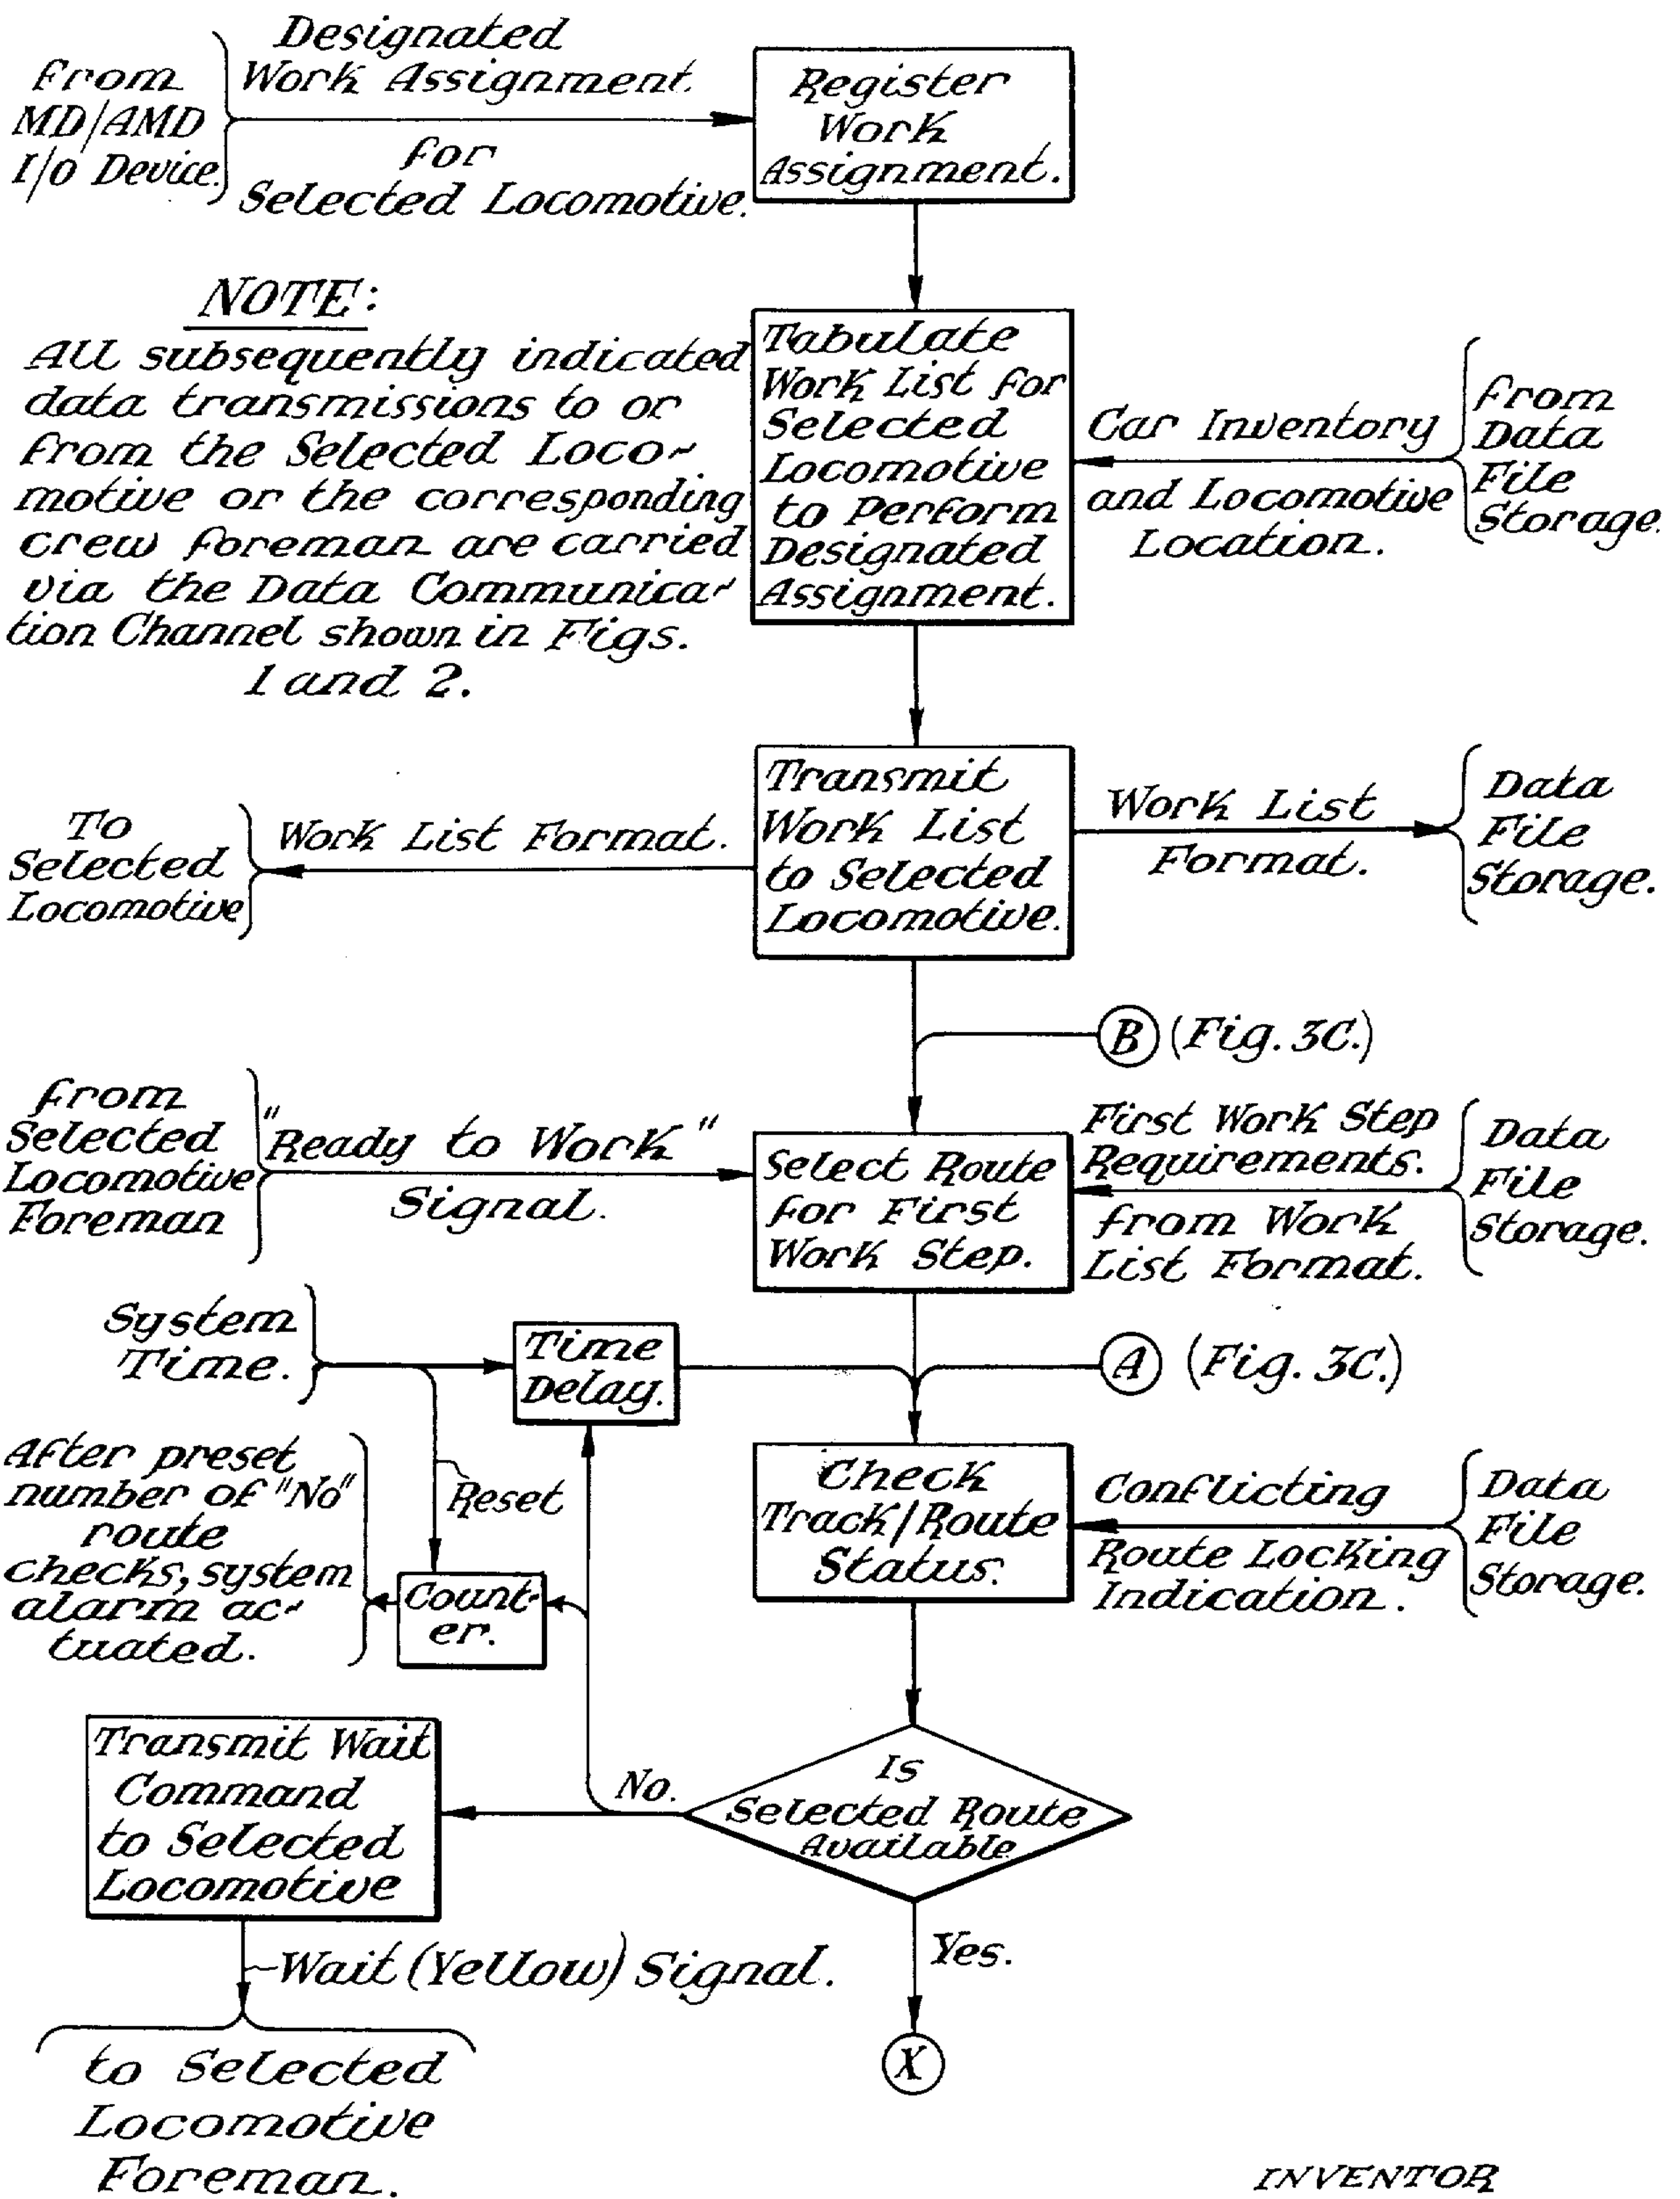 from
MD/AMD
I/O Device.
Designated
Work Assignment.
for
Selected Locomotive.
Register
Work
Assignment.
NOTE:
All subsequently indicated
data transmissions to or
from the Selected Loco-
motive or the corresponding
crew foreman are carried
via the Data Communica-
tion Channel shown in Figs.
1 and 2.
Tabulate
Work List for
Selected
Locomotive
to Perform
Designated
Assignment.
Car Inventory
and Locomotive
Location.
from
Data
File
Storage.
To
Selected
Locomotive
Work List Format.
Transmit
Work List
to Selected
Locomotive.
Work List
Format.
Data
File
Storage.
B (Fig. 3C.)
from
Selected
Locomotive
Foreman
"Ready to Work"
Signal.
Select Route
for First
Work Step.
First Work Step
Requirements.
from Work
List Format.
Data
File
Storage.
System
Time.
Time
Delay.
A (Fig. 3C.)
After preset
number of "No"
route
checks, system
alarm ac-
tuated.
Reset
Count-
er.
Check
Track/Route
Status.
Conflicting
Route Locking
Indication.
Data
File
Storage.
Transmit Wait
Command
to Selected
Locomotive
No.
Is
Selected Route
Available
Wait (Yellow) Signal.
Yes.
X
to Selected
Locomotive
Foreman.
INVENTOR